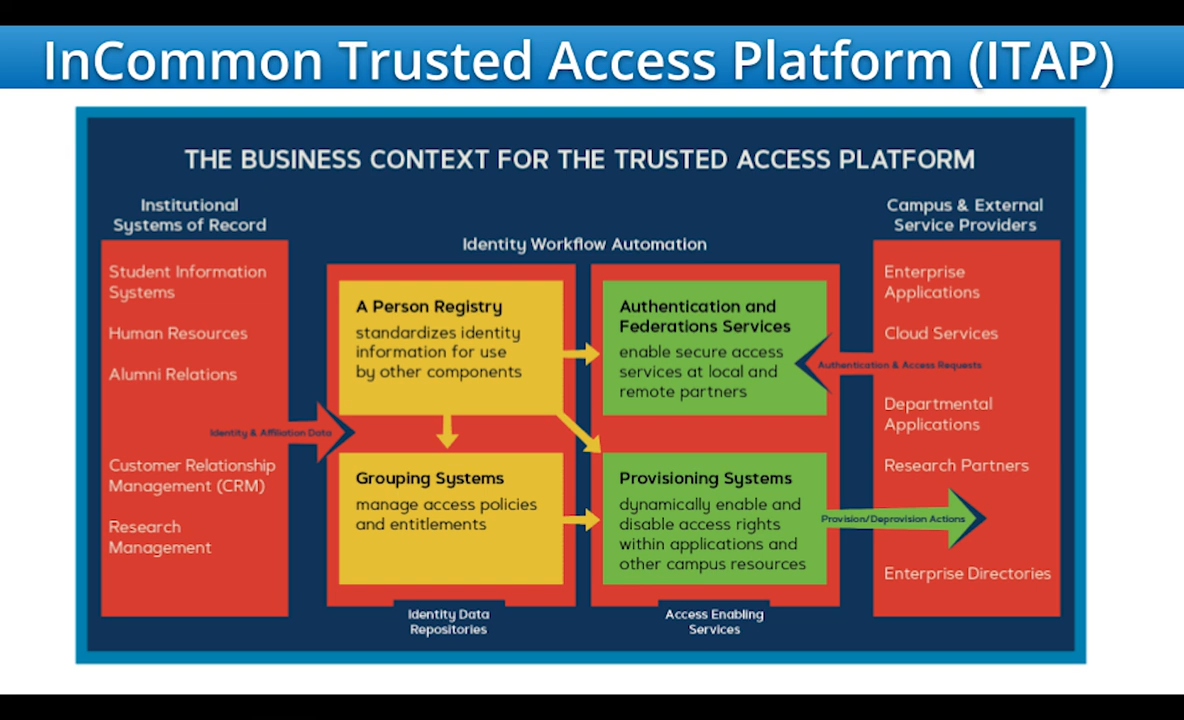 InCommon Trusted Access Platform (ITAP)
THE BUSINESS CONTEXT FOR THE TRUSTED ACCESS PLATFORM
Institutional
Systems of Record
Student Information
Systems
Human Resources
Alumni Relations
Identity & Affiliation Data
Customer Relationship
Management (CRM)
Research
Management
Identity Workflow Automation
A Person Registry
standardizes identity
information for use
by other components
Grouping Systems
manage access policies
and entitlements
Identity Data
Repositories
Authentication and
Federations Services
enable secure access
services at local and
remote partners
Provisioning Systems
dynamically enable and
disable access rights
within applications and
other campus resources
Access Enabling
Services
Campus & External
Service Providers
Enterprise
Applications
Cloud Services
Authentication & Access Requests
Departmental
Applications
Research Partners
Provision/Deprovision Actions
Enterprise Directories